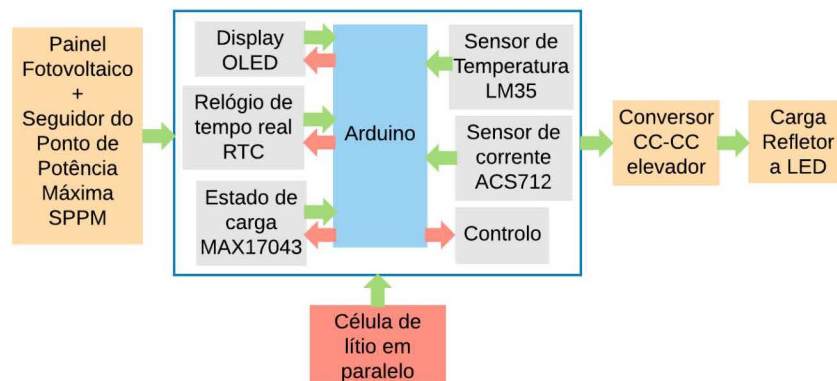 Painel
Fotovoltaico
+
Seguidor do
Ponto de
Potência
Máxima
SPPM
Display
OLED
Relógio de
tempo real
RTC
Estado de
carga
MAX17043
Arduino
Sensor de
Temperatura
LM35
Sensor de
corrente
ACS712
Controlo
Conversor
CC-CC
elevador
Carga
Refletor
a LED
Célula de
lítio em
paralelo